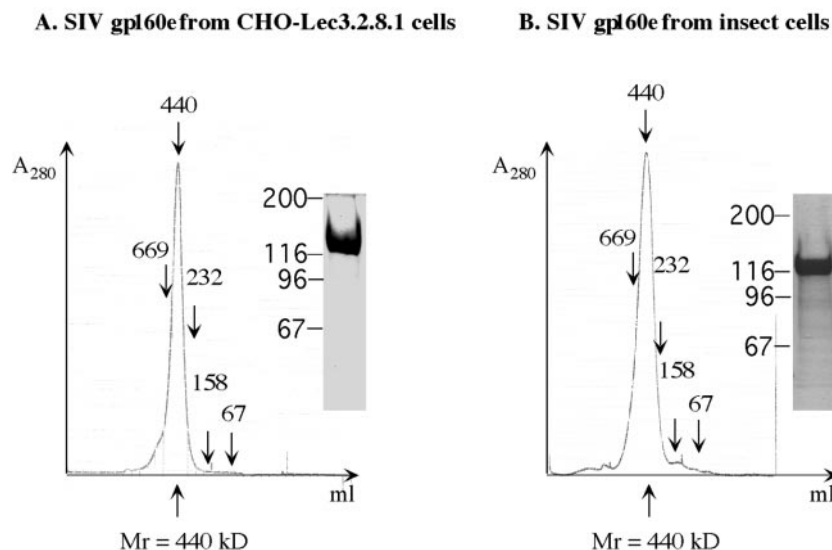 A. SIV gp160e from CHO-Lec3.2.8.1 cells
440
A280
669
232
158
67
200
116
96
67
ml
Mr = 440 kD
B. SIV gp160e from insect cells
440
A280
669
232
158
67
200
116
96
67
ml
Mr = 440 kD